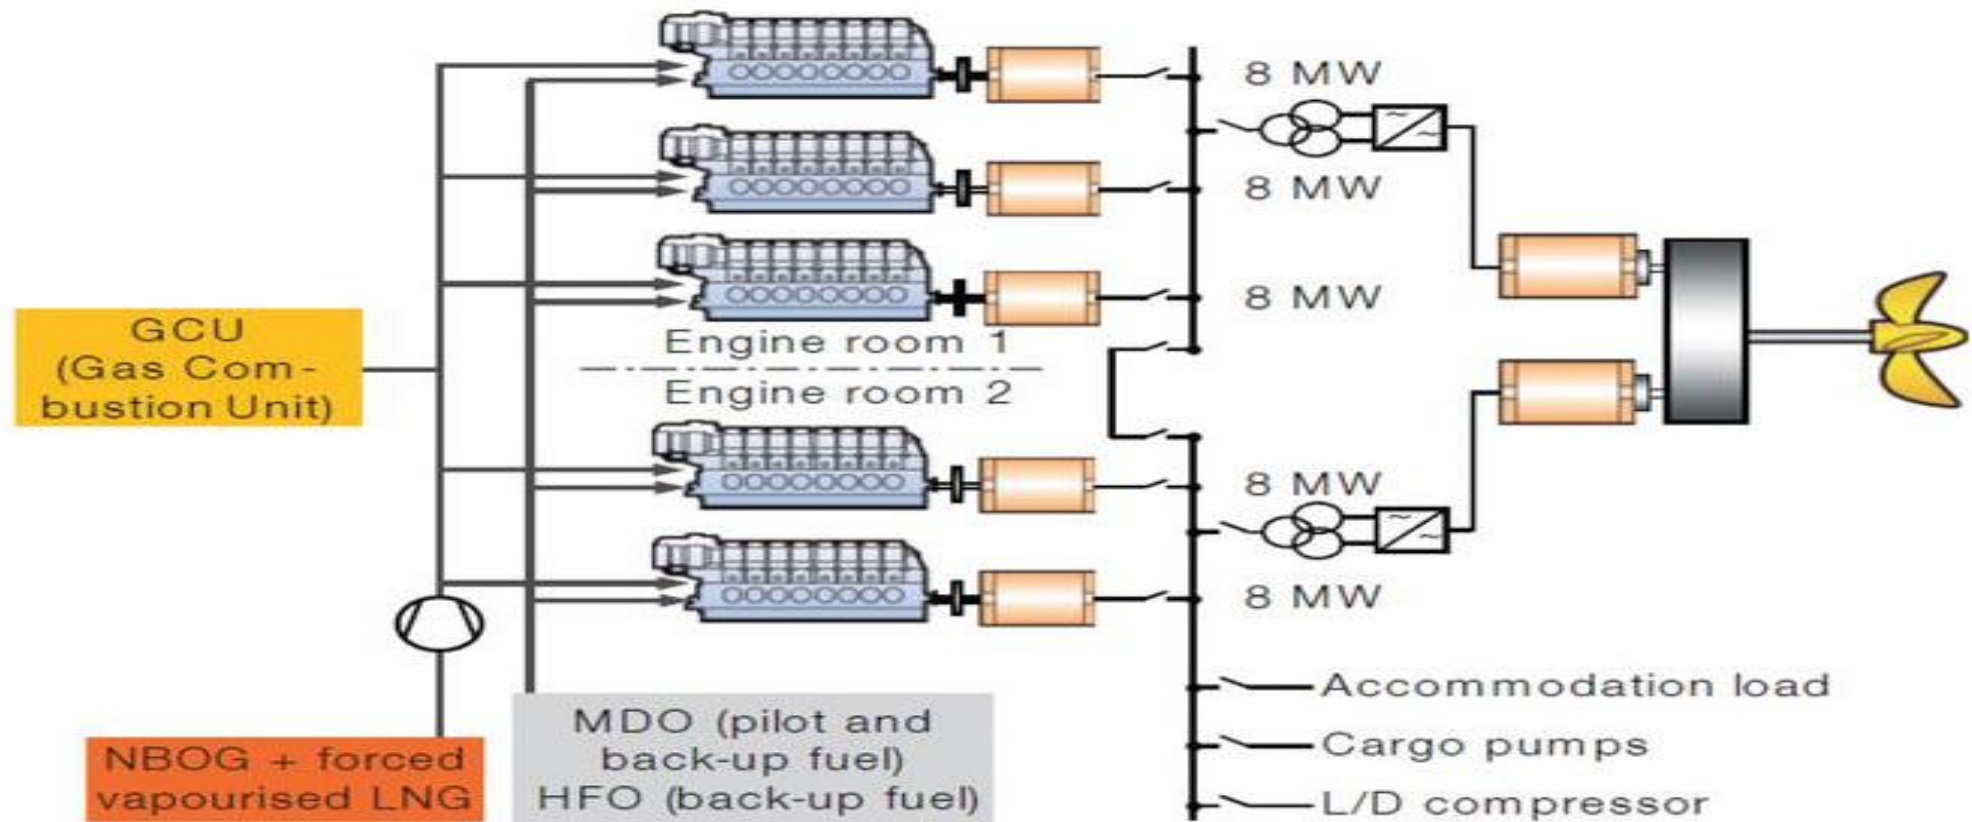 8 MW
8 MW
8 MW
GCU
(Gas Com-
bustion Unit)
Engine room 1
Engine room 2
8 MW
8 MW
NBOG + forced
vapourised LNG
MDO (pilot and
back-up fuel)
HFO (back-up fuel)
Accommodation load
Cargo pumps
L/D compressor